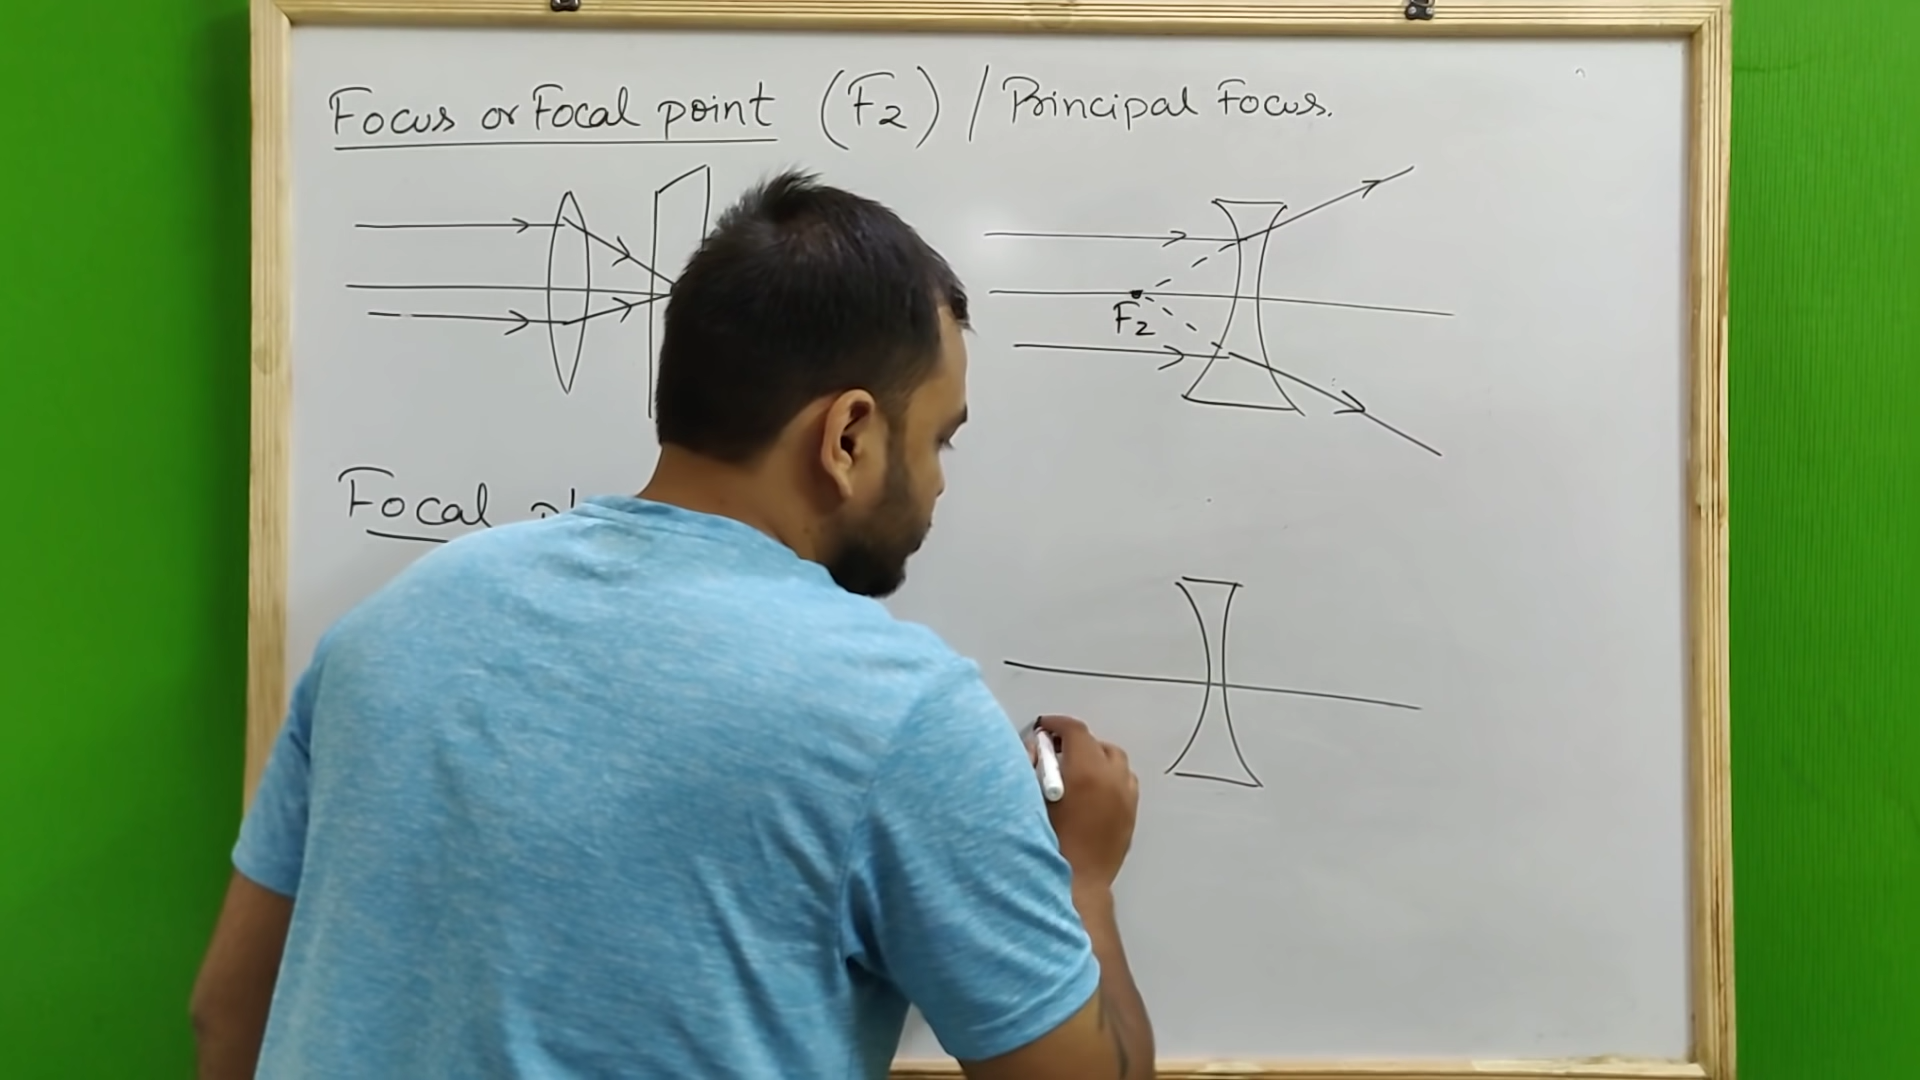 Focus or Focal point (F2) / Principal Focus.
F2
Focal